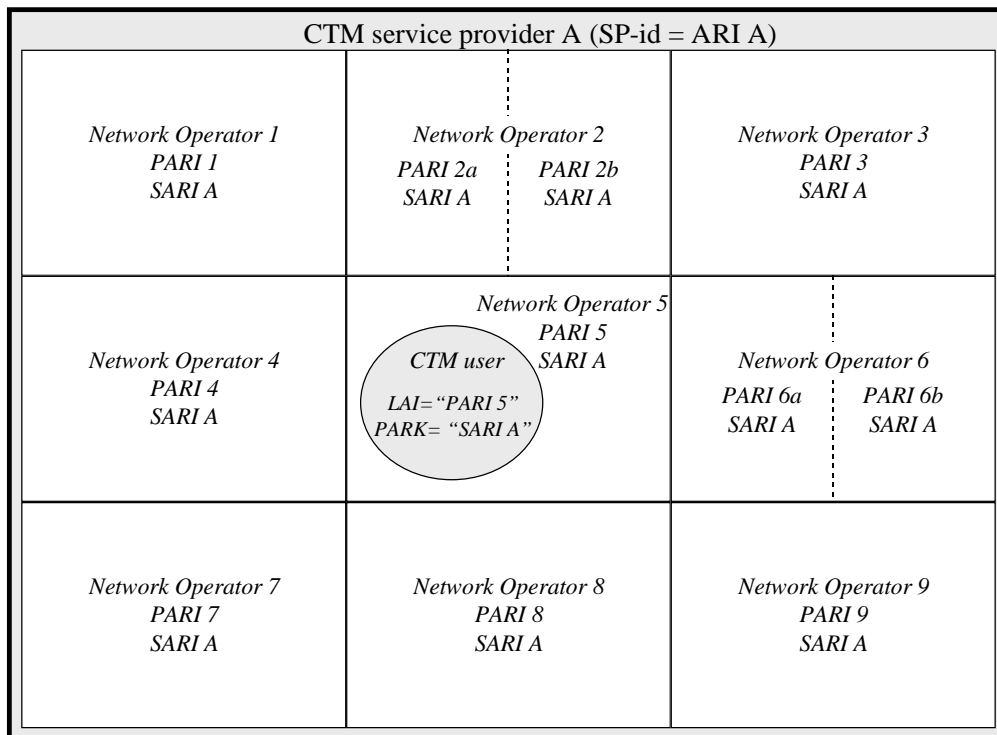 CTM service provider A (SP-id = ARI A)
Network Operator 1
PARI 1
SARI A
Network Operator 2
PARI 2a
SARI A
PARI 2b
SARI A
Network Operator 3
PARI 3
SARI A
Network Operator 4
PARI 4
SARI A
Network Operator 5
PARI 5
SARI A
CTM user
LAI=“PARI 5”
PARK= “SARI A”
Network Operator 6
PARI 6a
SARI A
PARI 6b
SARI A
Network Operator 7
PARI 7
SARI A
Network Operator 8
PARI 8
SARI A
Network Operator 9
PARI 9
SARI A